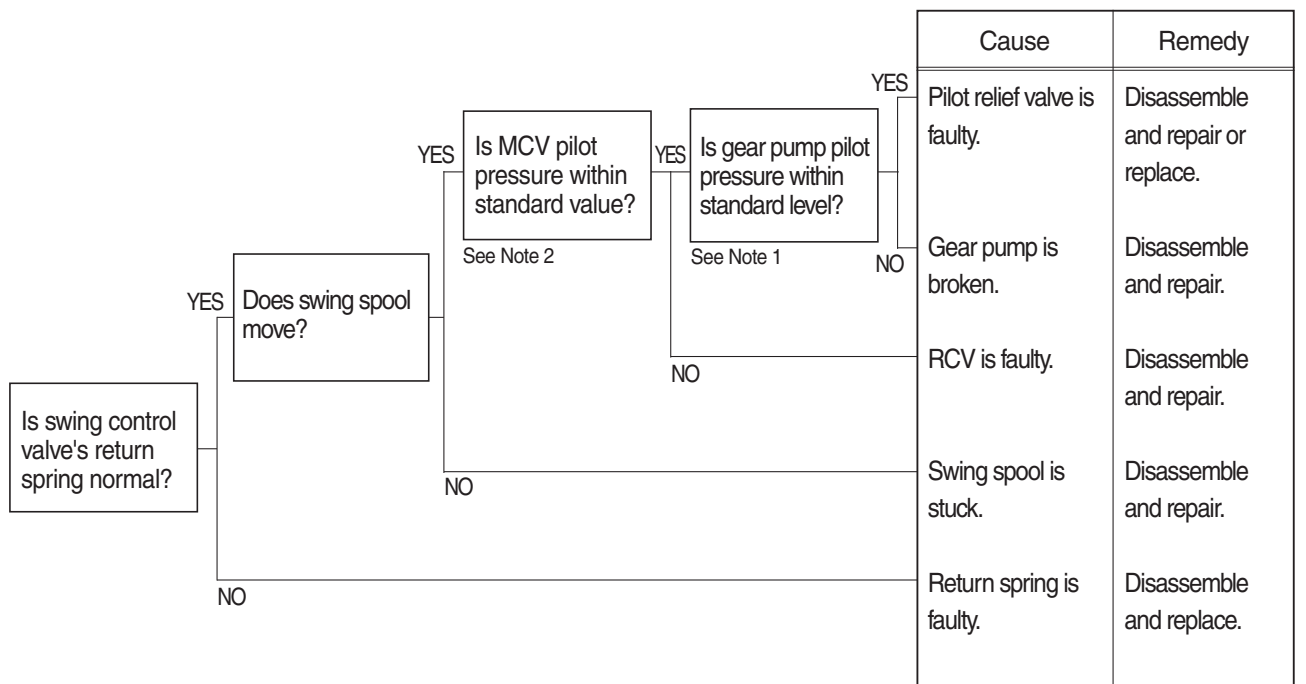 Cause
Remedy
YES
Pilot relief valve is
faulty.
Disassemble
and repair or
replace.
YES
Is MCV pilot
pressure within
standard value?
See Note 2
YES
Is gear pump pilot
pressure within
standard level?
See Note 1
NO
Gear pump is
broken.
Disassemble
and repair.
YES
Does swing spool
move?
NO
RCV is faulty.
Disassemble
and repair.
Is swing control
valve's return
spring normal?
NO
Swing spool is
stuck.
Disassemble
and repair.
NO
Return spring is
faulty.
Disassemble
and replace.